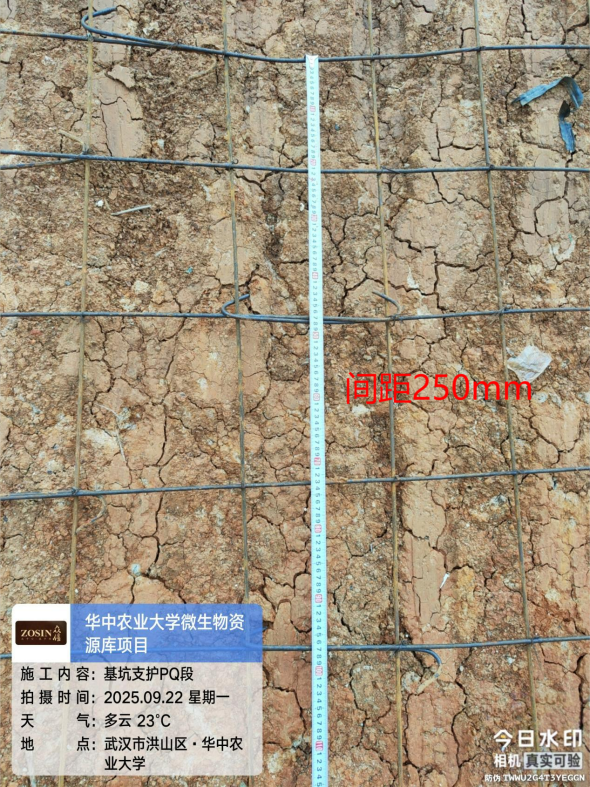 间距250mm
ZOSIN
华中农业大学微生物资
源库项目
施工内容：基坑支护PQ段
拍摄时间：2025.09.22 星期一
天气：多云 23℃
地点：武汉市洪山区·华中农
业大学
今日水印
相机 真实可验
防伪 TWWU2G4T3YEGGN